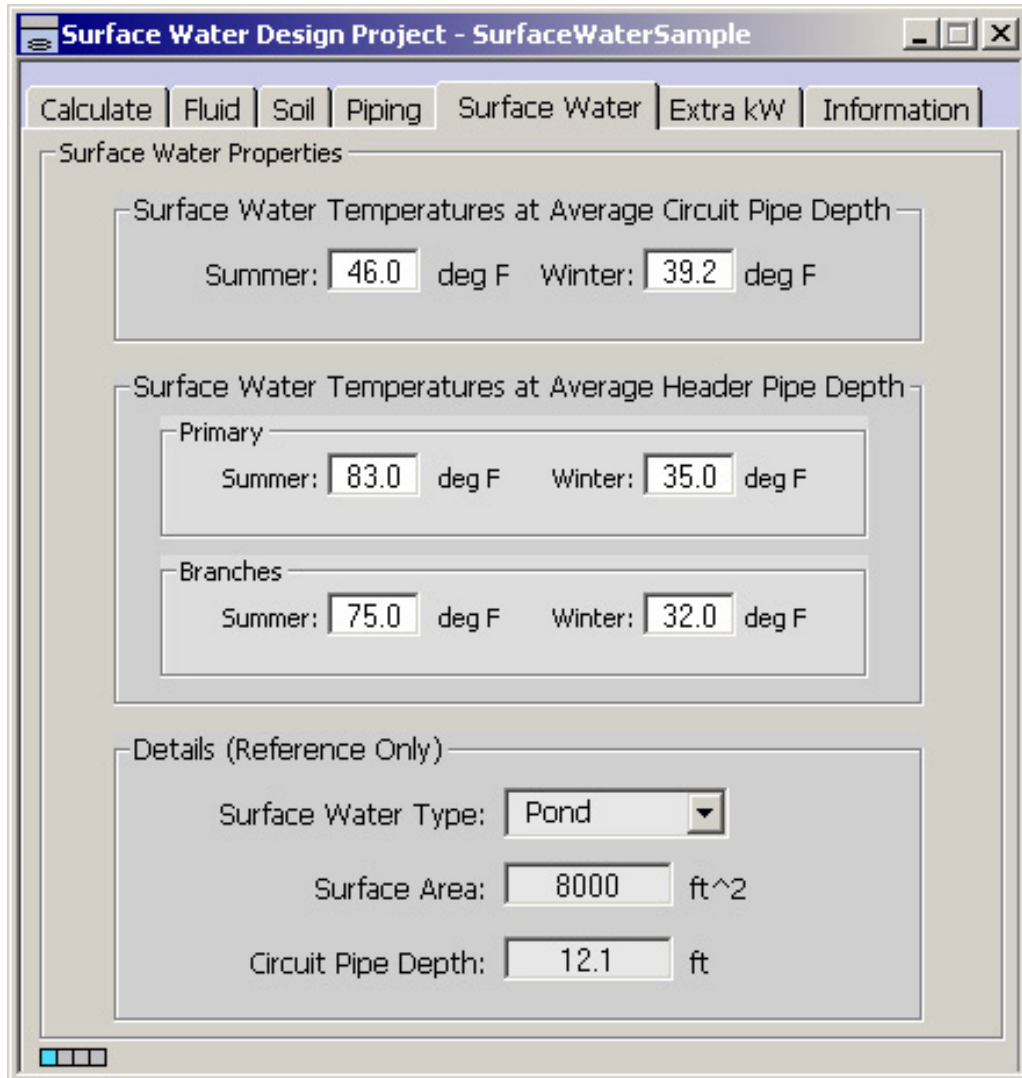 Surface Water Design Project - SurfaceWaterSample
Calculate Fluid Soil Piping Surface Water Extra kW Information
Surface Water Properties
Surface Water Temperatures at Average Circuit Pipe Depth
Summer: 46.0 deg F Winter: 39.2 deg F
Surface Water Temperatures at Average Header Pipe Depth
Primary
Summer: 83.0 deg F Winter: 35.0 deg F
Branches
Summer: 75.0 deg F Winter: 32.0 deg F
Details (Reference Only)
Surface Water Type: Pond
Surface Area: 8000 ft^2
Circuit Pipe Depth: 12.1 ft